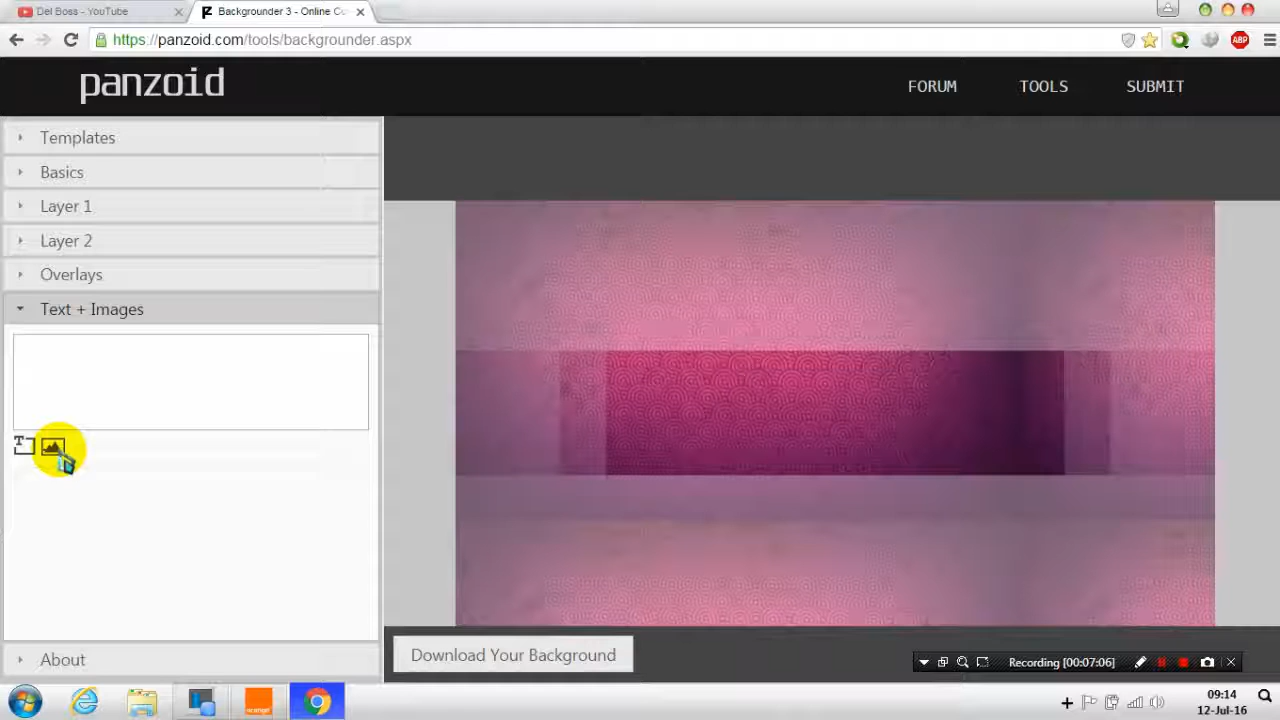 Del Boss - YouTube
Backgrounder 3 - Online
https://panzoid.com/tools/backgrounder.aspx
ABP
panzoid
FORUM
TOOLS
SUBMIT
Templates
Basics
Layer 1
Layer 2
Overlays
Text + Images
T
About
Download Your Background
Recording [00:07:06]
orange
09:14
12-Jul-16